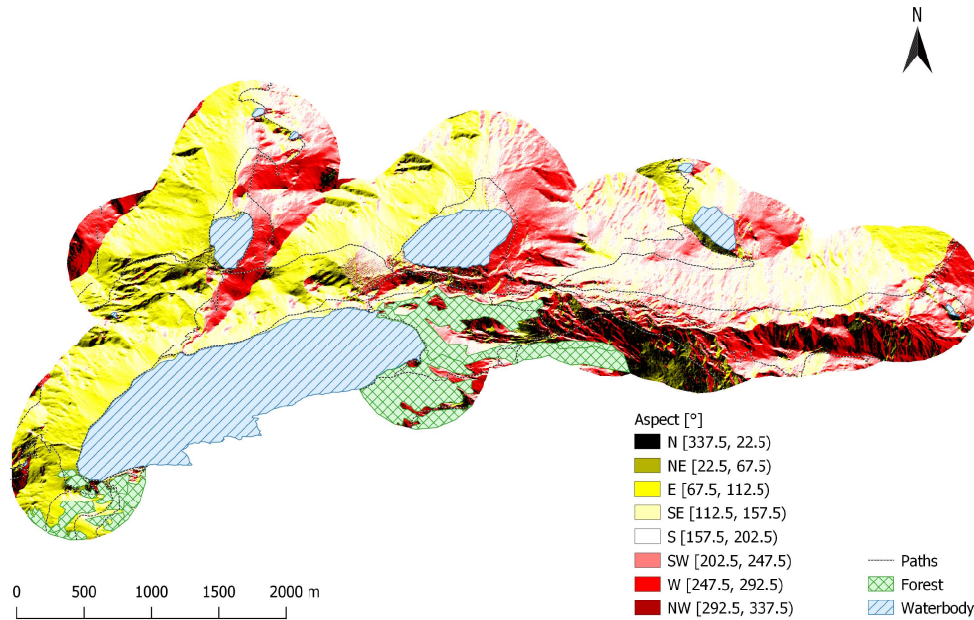 N
Aspect [°]
N [337.5, 22.5)
NE [22.5, 67.5)
E [67.5, 112.5)
SE [112.5, 157.5)
S [157.5, 202.5)
SW [202.5, 247.5)
W [247.5, 292.5)
NW [292.5, 337.5)
Paths
Forest
Waterbody
0 500 1000 1500 2000 m